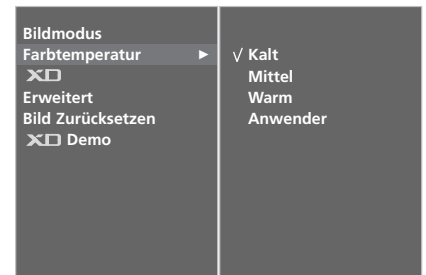 Bildmodus
Farbtemperatur
XD
Erweitert
Bild Zurücksetzen
XD Demo
Kalt
Mittel
Warm
Anwender